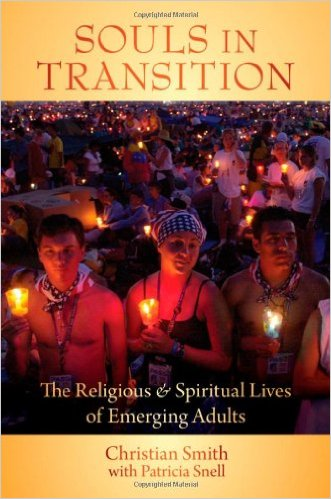 SOULS IN
TRANSITION
The Religious & Spiritual Lives
of Emerging Adults
Christian Smith
with Patricia Snell